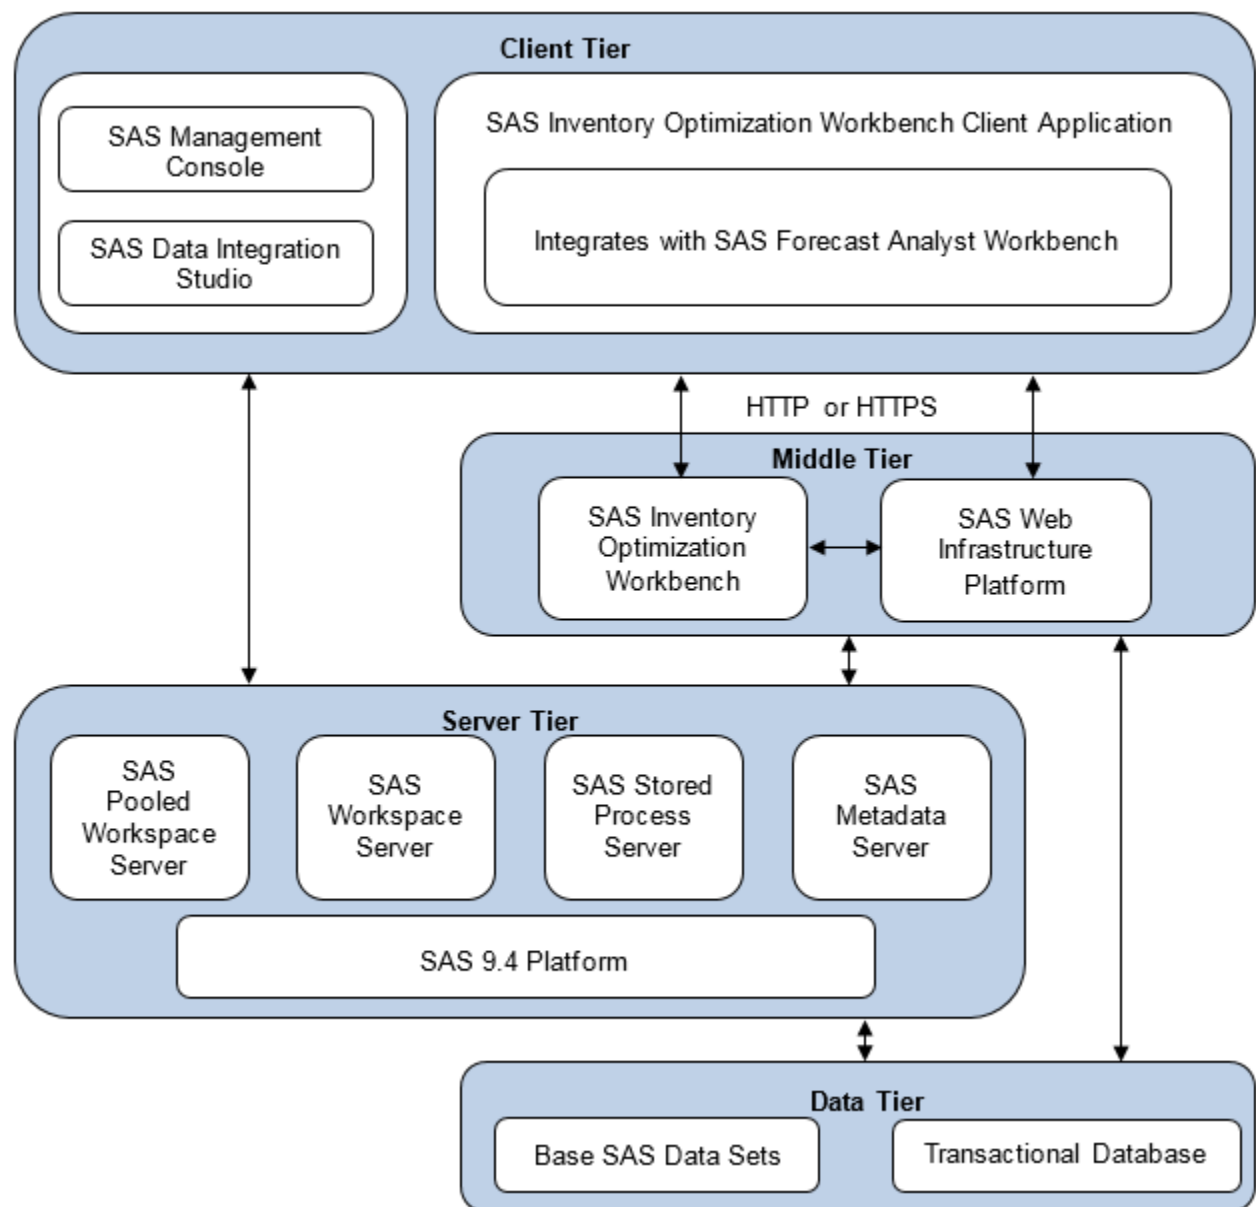 Client Tier
SAS Management
Console
SAS Data Integration
Studio
SAS Inventory Optimization Workbench Client Application
Integrates with SAS Forecast Analyst Workbench
HTTP or HTTPS
Middle Tier
SAS Inventory
Optimization
Workbench
SAS Web
Infrastructure
Platform
Server Tier
SAS
Pooled
Workspace
Server
SAS
Workspace
Server
SAS Stored
Process
Server
SAS
Metadata
Server
SAS 9.4 Platform
Data Tier
Base SAS Data Sets
Transactional Database